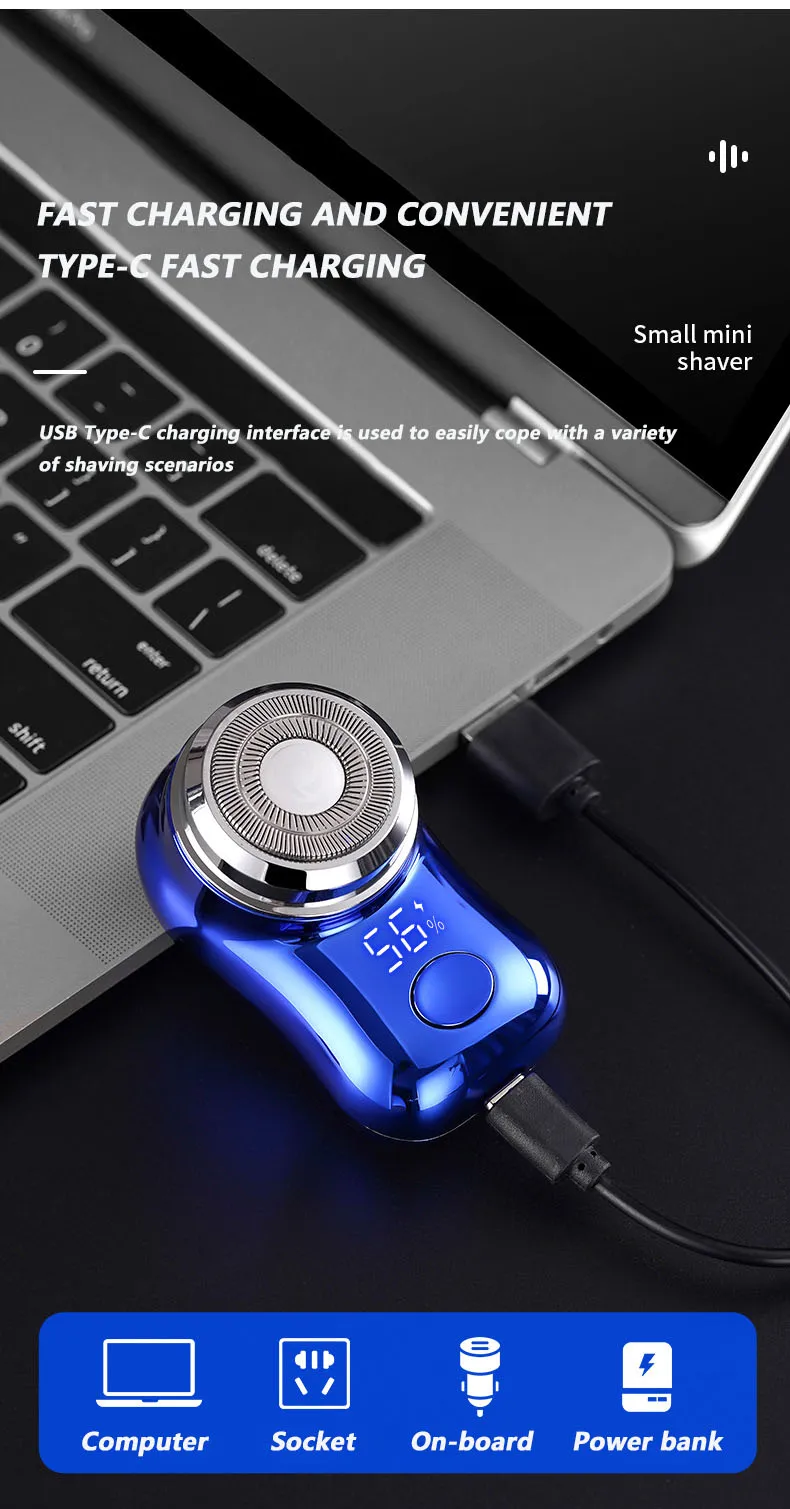 FAST CHARGING AND CONVENIENT
TYPE-C FAST CHARGING
Small mini
shaver
USB Type-C charging interface is used to easily cope with a variety
of shaving scenarios
delete
enter
return
shift
56%
Computer
Socket
On-board
Power bank